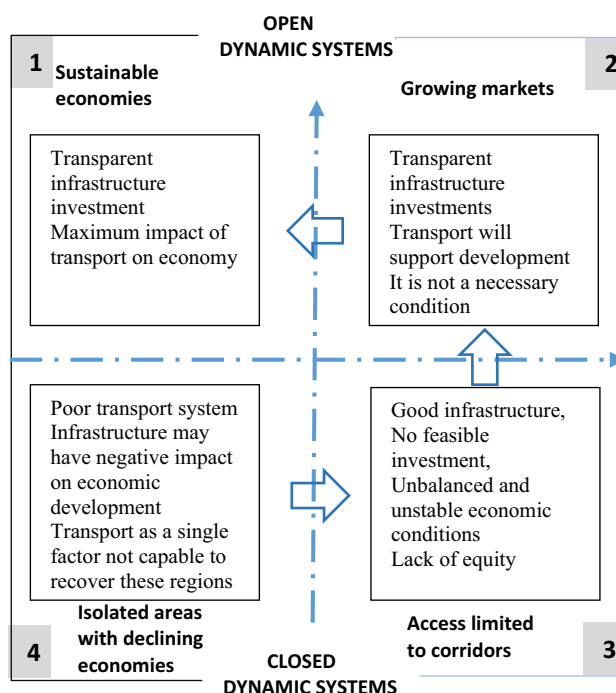 OPEN
DYNAMIC SYSTEMS
1
Sustainable
economies
2
Growing markets
Transparent
infrastructure
investment
Maximum impact of
transport on economy
Transparent
infrastructure
investments
Transport will
support development
It is not a necessary
condition
Poor transport system
Infrastructure may
have negative impact
on economic
development
Transport as a single
factor not capable to
recover these regions
Good infrastructure,
No feasible
investment,
Unbalanced and
unstable economic
conditions
Lack of equity
4
Isolated areas
with declining
economies
Access limited
to corridors
3
CLOSED
DYNAMIC SYSTEMS